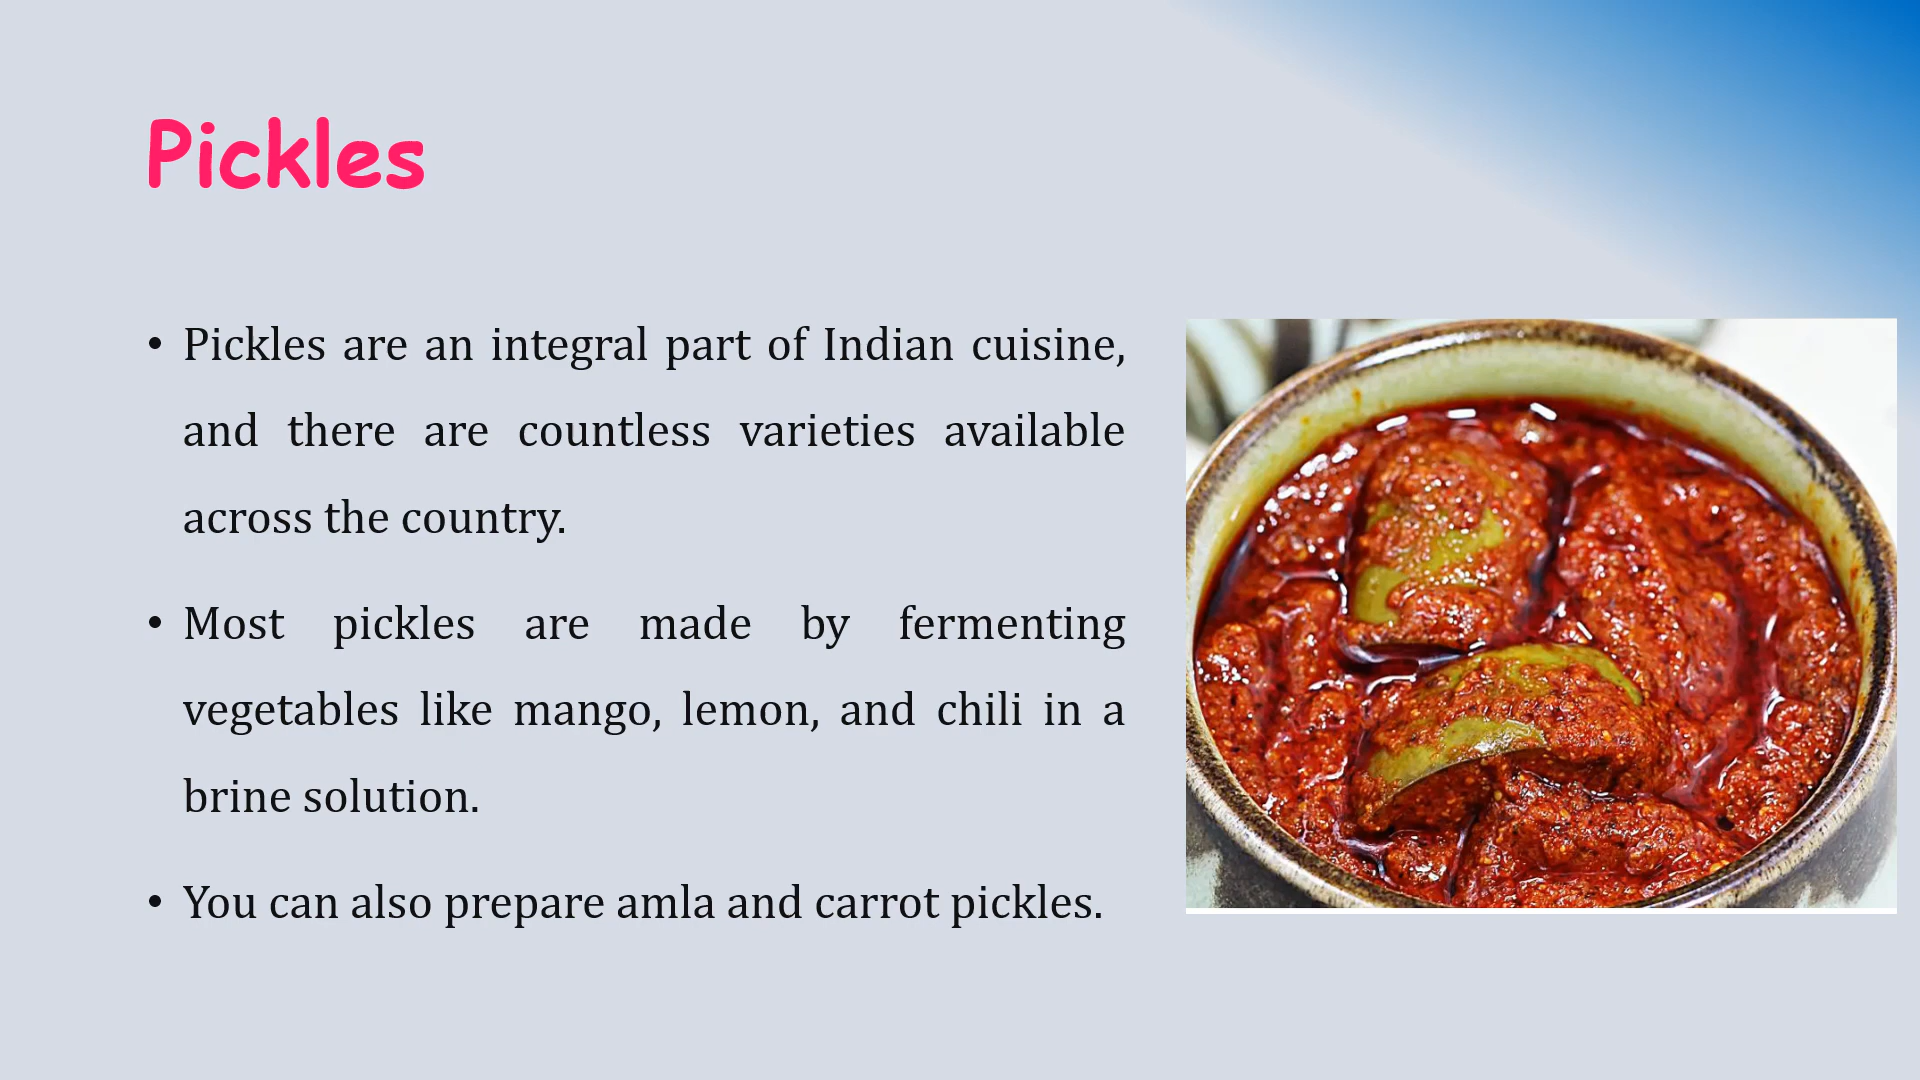 Pickles
• Pickles are an integral part of Indian cuisine,
and there are countless varieties available
across the country.
• Most pickles are made by fermenting
vegetables like mango, lemon, and chili in a
brine solution.
• You can also prepare amla and carrot pickles.